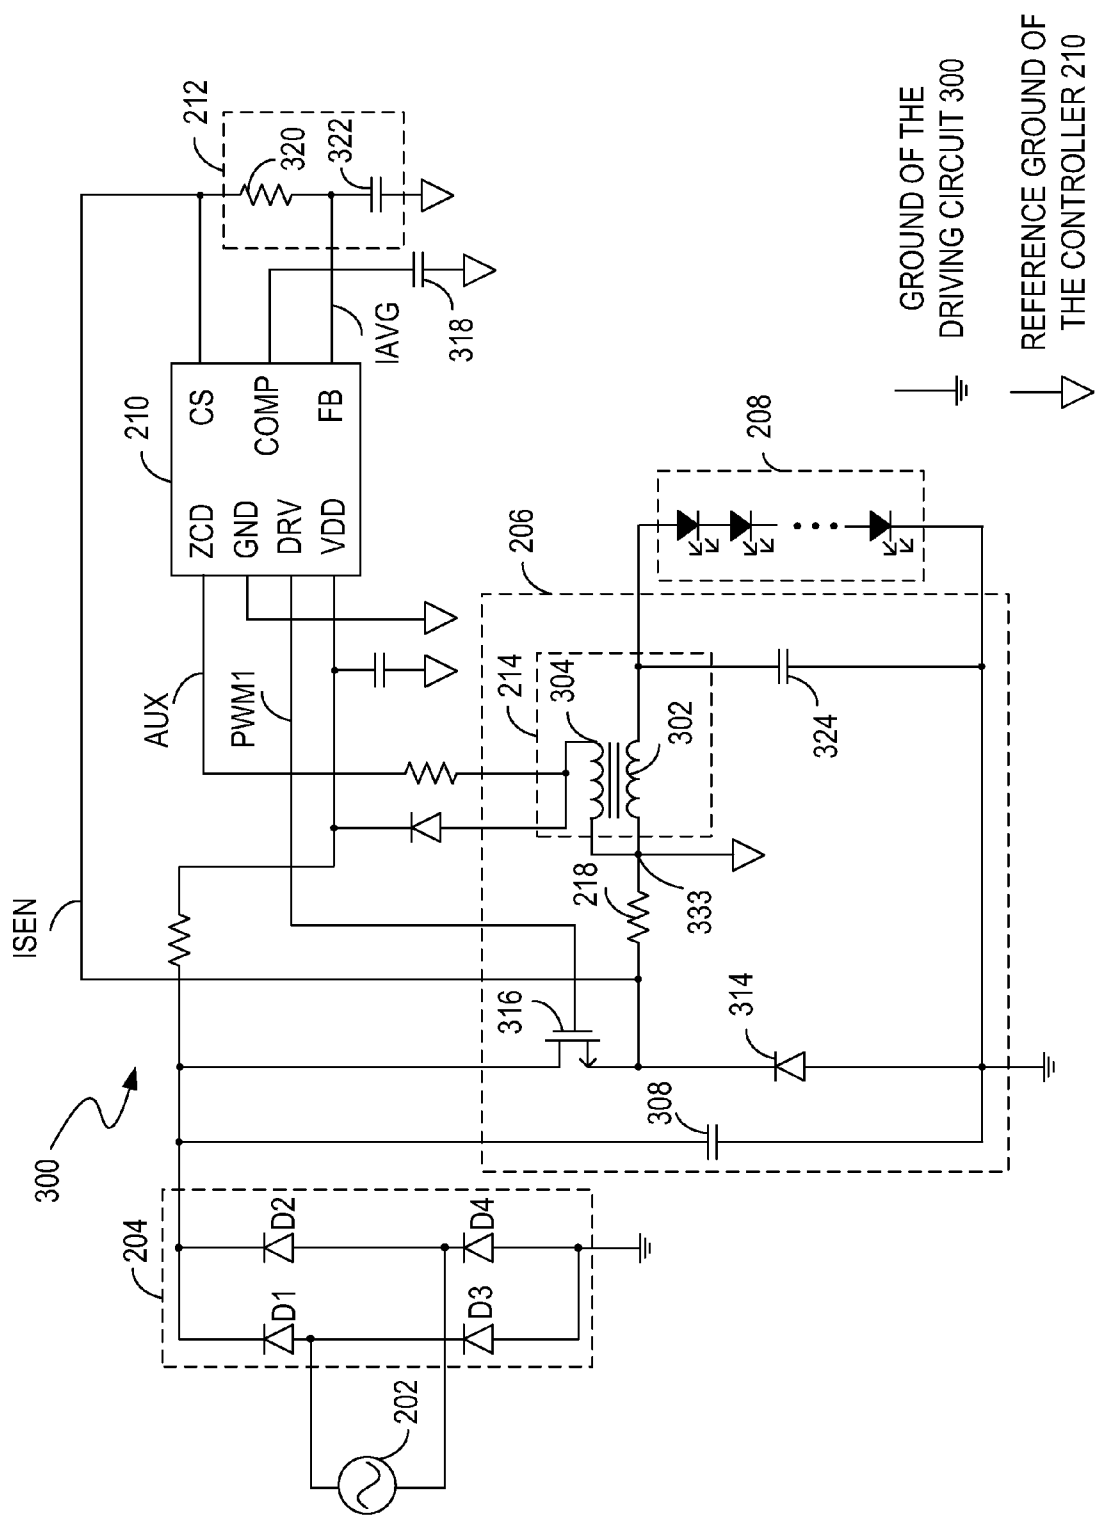 300
202
204
D1
D2
D3
D4
ISEN
AUX
PWM1
210
ZCD
GND
DRV
VDD
CS
COMP
FB
IAVG
318
212
320
322
206
214
304
302
218
333
316
314
308
324
208
GROUND OF THE
DRIVING CIRCUIT 300
REFERENCE GROUND OF
THE CONTROLLER 210